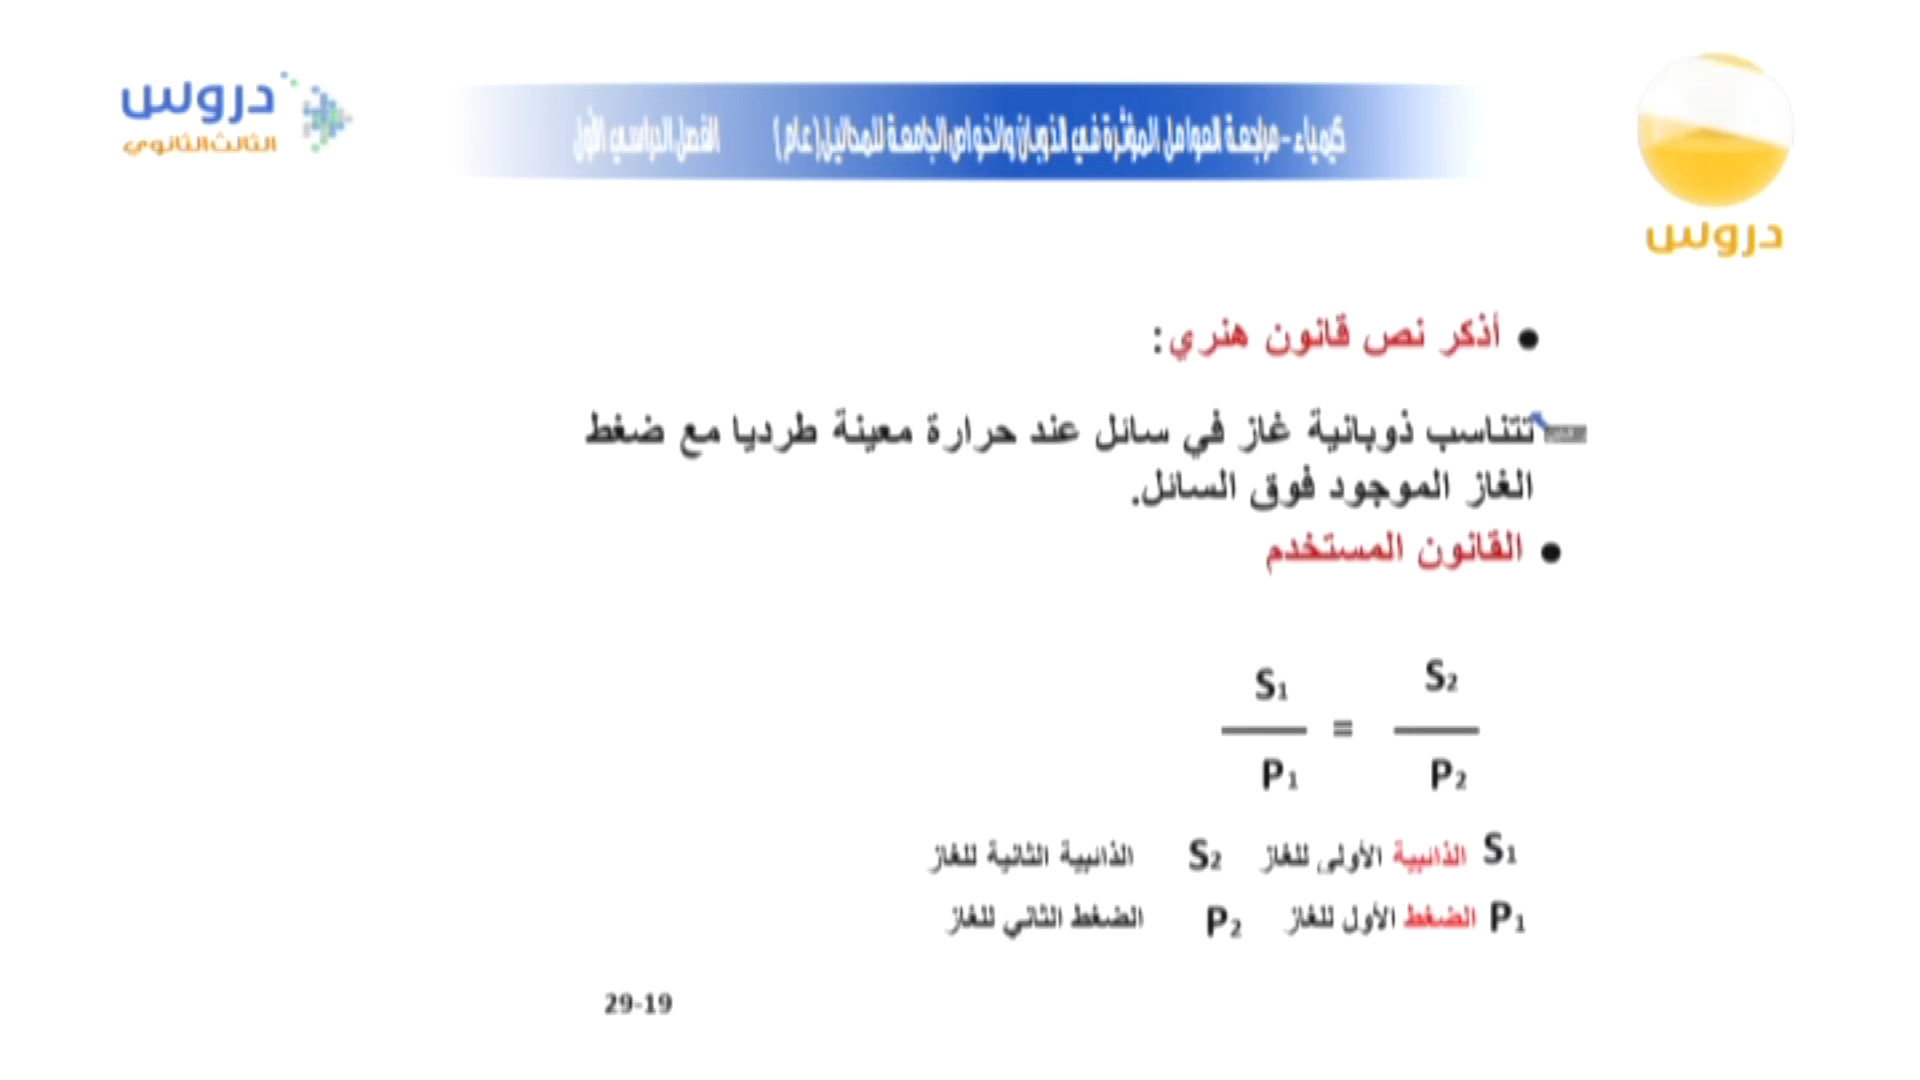 دروس
الثالث الثانوي
كيمياء - مراجعة العوامل المؤثرة في الذوبان والخواص الجامعة للمحاليل (عام) الفصل الدراسي الأول
دروس
• أذكر نص قانون هنري:
تتناسب ذوبانية غاز في سائل عند حرارة معينة طرديا مع ضغط
الغاز الموجود فوق السائل.
• القانون المستخدم
S1 S2
=
P1 P2
S1 الذائبية الأولى للغاز S2 الذائبية الثانية للغاز
P1 الضغط الأول للغاز P2 الضغط الثاني للغاز
29-19